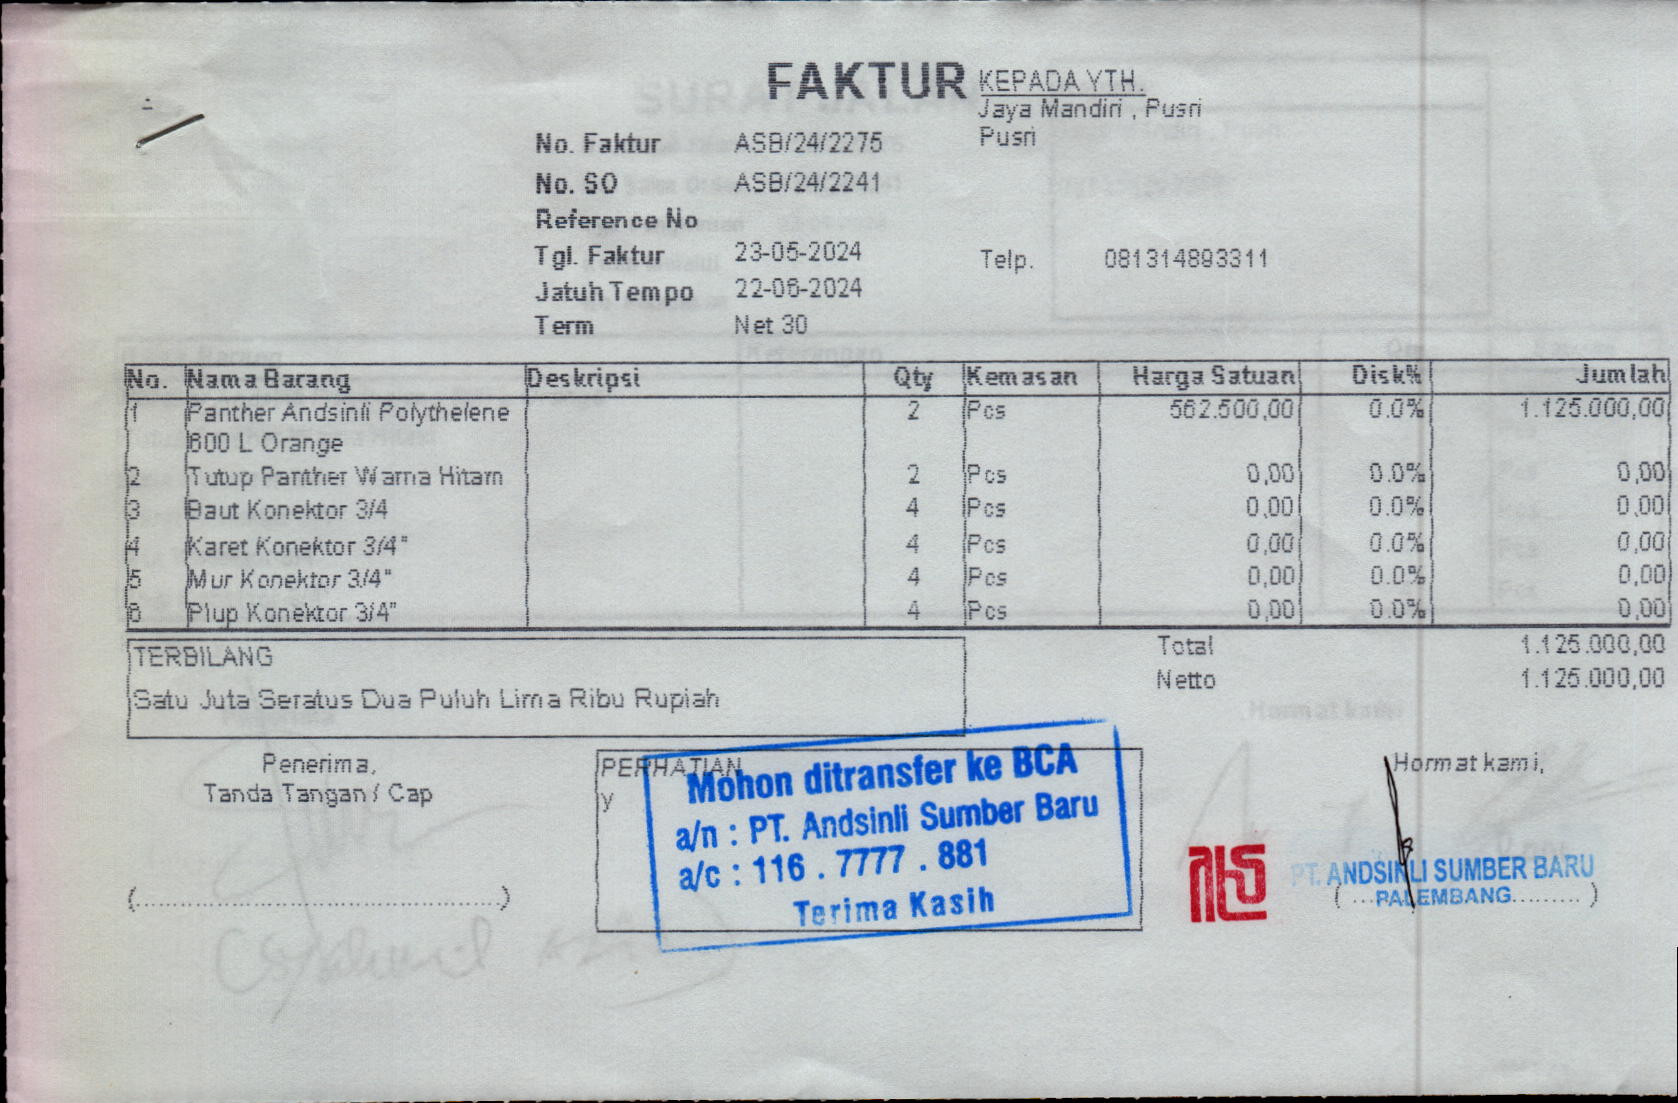 FAKTUR
KEPADA YTH.
Jaya Mandiri , Pusri
Pusri
No. Faktur ASB/24/2275
No. SO ASB/24/2241
Reference No
Tgl. Faktur 23-05-2024
Jatuh Tempo 22-06-2024
Term Net 30
Telp. 081314893311
No. Nama Barang Deskripsi Qty Kemasan Harga Satuan Disk% Jumlah
1 Panther Andsinli Polythelene 2 Pcs 562.500,00 0.0% 1.125.000,00
600 L Orange
2 Tutup Panther Warna Hitam 2 Pcs 0,00 0.0% 0,00
3 Baut Konektor 3/4 4 Pcs 0,00 0.0% 0,00
4 Karet Konektor 3/4" 4 Pcs 0,00 0.0% 0,00
5 Mur Konektor 3/4" 4 Pcs 0,00 0.0% 0,00
6 Plup Konektor 3/4" 4 Pcs 0,00 0.0% 0,00
TERBILANG
Satu Juta Seratus Dua Puluh Lima Ribu Rupiah
Total 1.125.000,00
Netto 1.125.000,00
Penerima,
Tanda Tangan / Cap
(..................................................)
PERHATIAN
y
Mohon ditransfer ke BCA
a/n : PT. Andsinli Sumber Baru
a/c : 116 . 7777 . 881
Terima Kasih
Hormat kami,
PT. ANDSINLI SUMBER BARU
PALEMBANG